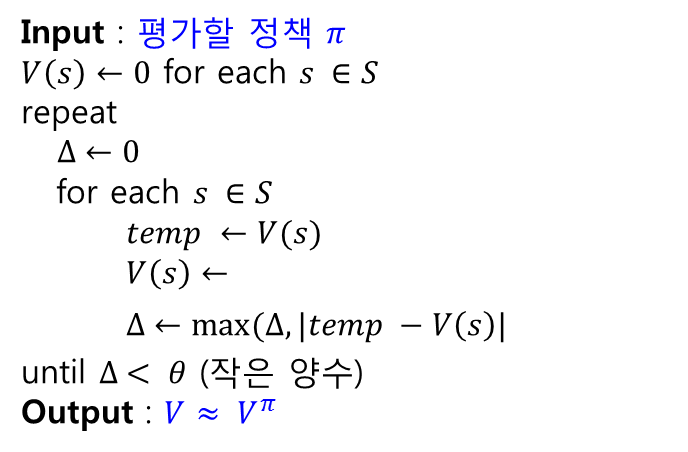 Input : 평가할 정책 π
V(s) ← 0 for each s ∈ S
repeat
Δ ← 0
for each s ∈ S
temp ← V(s)
V(s) ←
Δ ← max(Δ, |temp − V(s)|
until Δ < θ (작은 양수)
Output : V ≈ V^π